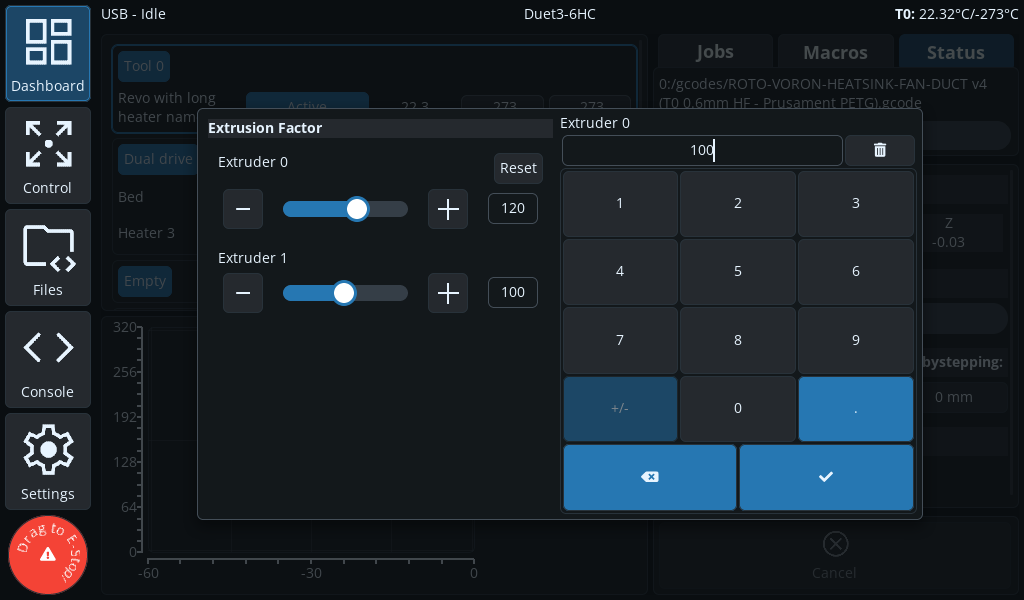 USB - Idle
Duet3-6HC
T0: 22.32°C/-273°C
Dashboard
Control
Files
Console
Settings
Drag to E-Stop!
Tool 0
Revo with long
heater nam
Active
22.3
273
273
Dual drive
Bed
Heater 3
Empty
320
256
192
128
64
0
-60
-30
0
Jobs
Macros
Status
0:/gcodes/ROTO-VORON-HEATSINK-FAN-DUCT v4
(T0 0.6mm HF - Prusament PETG).gcode
Z
-0.03
bystepping:
0 mm
Cancel
Extrusion Factor
Extruder 0
Reset
120
Extruder 1
100
Extruder 0
100
1
2
3
4
5
6
7
8
9
+/-
0
.